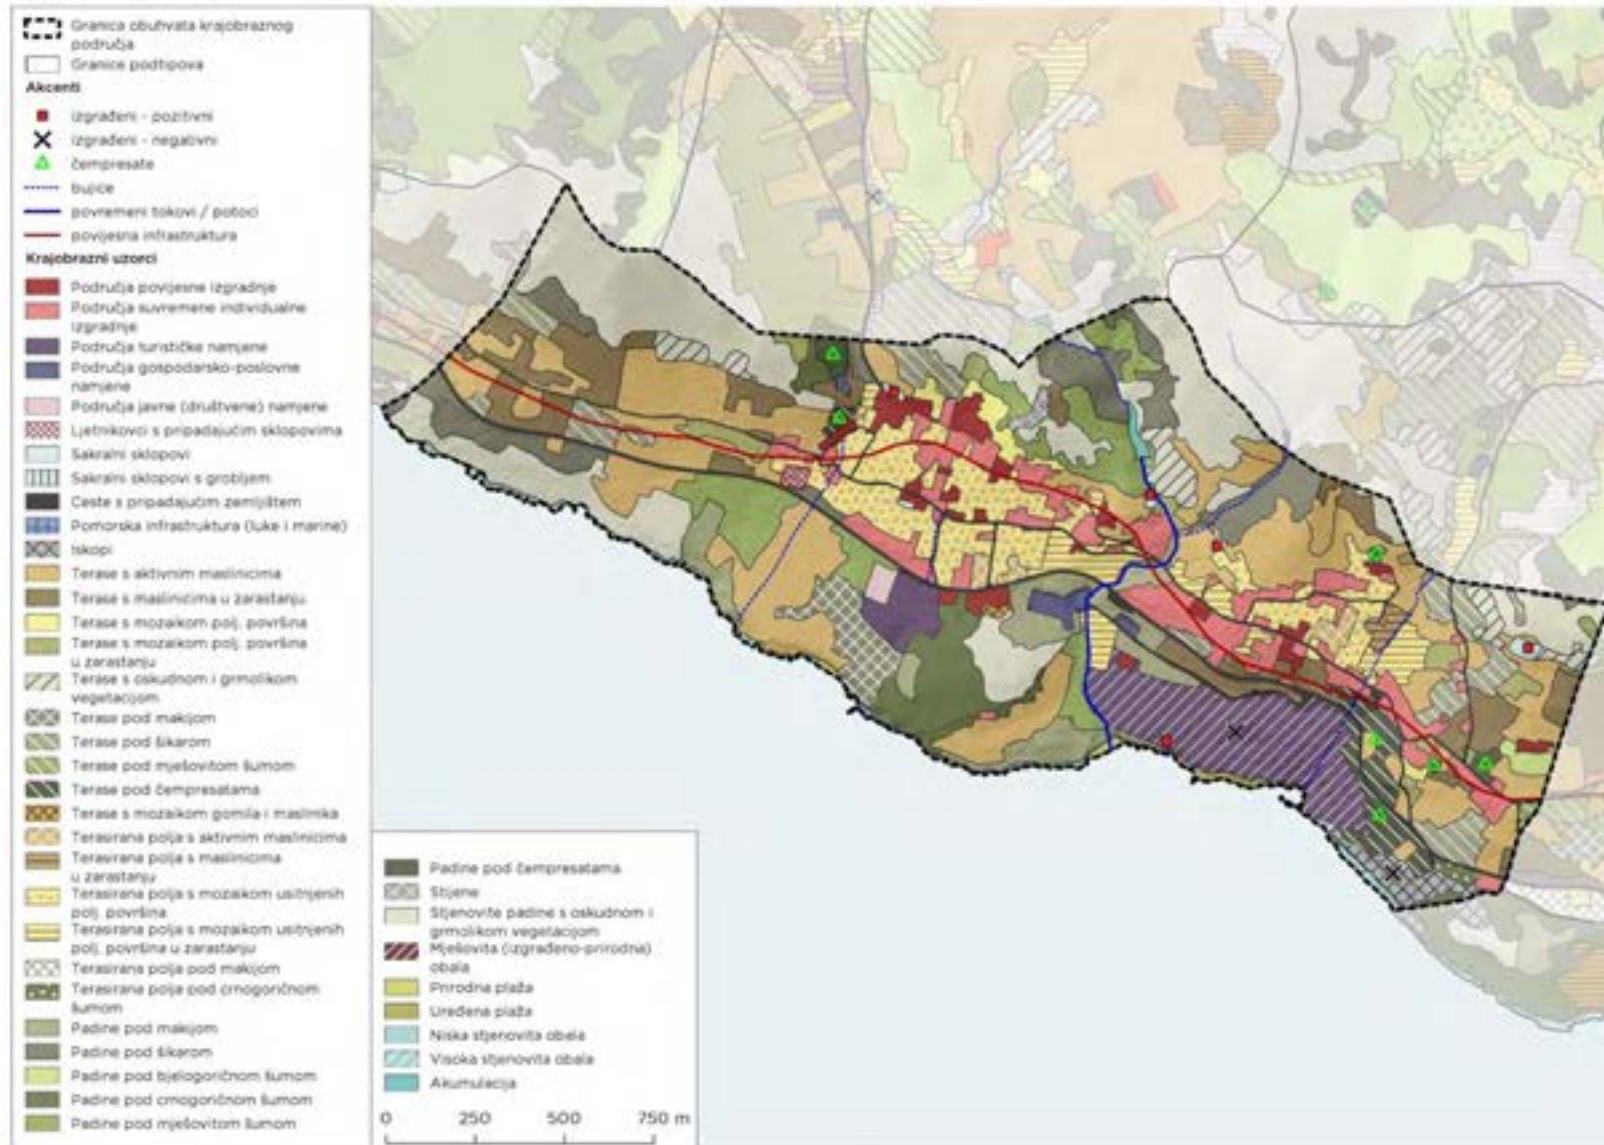 Granica obuhvata krajobraznog
područja
Granice podtipova
Akcenti
izgrađeni - pozitivni
izgrađeni - negativni
čempresate
bujice
povremeni tokovi / potoci
povijesna infrastruktura
Krajobrazni uzorci
Područja povijesne izgradnje
Područja suvremene individualne
izgradnje
Područja turističke namjene
Područja gospodarsko-poslovne
namjene
Područja javne (društvene) namjene
Ljetnikovci s pripadajućim sklopovima
Sakralni sklopovi
Sakralni sklopovi s grobljem
Ceste s pripadajućim zemljištem
Pomorska infrastruktura (luke i marine)
Iskopi
Terase s aktivnim maslinicima
Terase s maslinicima u zarastanju
Terase s mozaikom polj. površina
Terase s mozaikom polj. površina
u zarastanju
Terase s oskudnom i grmolikom
vegetacijom
Terase pod makijom
Terase pod šikarom
Terase pod mješovitom šumom
Terase pod čempresatama
Terase s mozaikom gomila i maslinika
Terasirana polja s aktivnim maslinicima
Terasirana polja s maslinicima
u zarastanju
Terasirana polja s mozaikom usitnjenih
polj. površina
Terasirana polja s mozaikom usitnjenih
polj. površina u zarastanju
Terasirana polja pod makijom
Terasirana polja pod crnogoričnom
šumom
Padine pod makijom
Padine pod šikarom
Padine pod bjelogoričnom šumom
Padine pod crnogoričnom šumom
Padine pod mješovitom šumom
Padine pod čempresatama
Stijene
Stjenovite padine s oskudnom i
grmolikom vegetacijom
Mješovita (izgrađeno-prirodna)
obala
Prirodna plaža
Uređena plaža
Niska stjenovita obala
Visoka stjenovita obala
Akumulacija
0 250 500 750 m